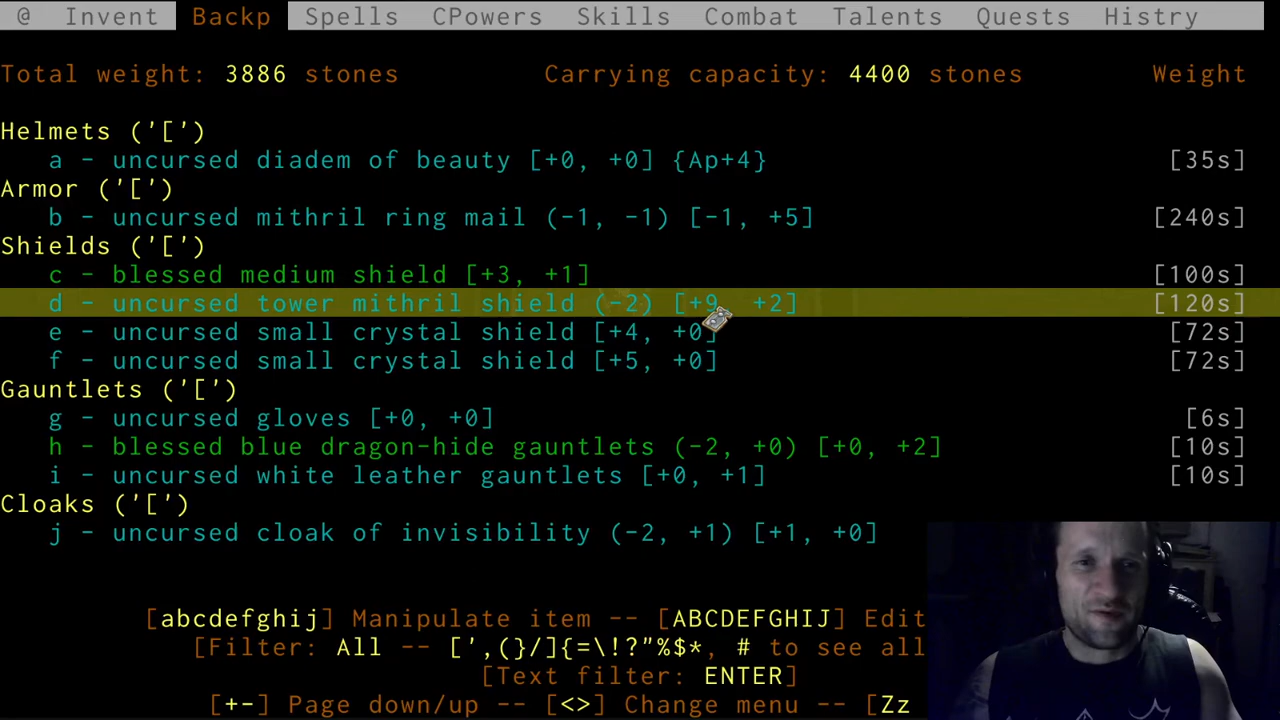 @ Invent Backp Spells CPowers Skills Combat Talents Quests Histry
Total weight: 3886 stones Carrying capacity: 4400 stones Weight
Helmets ('[')
a - uncursed diadem of beauty [+0, +0] {Ap+4} [35s]
Armor ('[')
b - uncursed mithril ring mail (-1, -1) [-1, +5] [240s]
Shields ('[')
c - blessed medium shield [+3, +1] [100s]
d - uncursed tower mithril shield (-2) [+9, +2] [120s]
e - uncursed small crystal shield [+4, +0] [72s]
f - uncursed small crystal shield [+5, +0] [72s]
Gauntlets ('[')
g - uncursed gloves [+0, +0] [6s]
h - blessed blue dragon-hide gauntlets (-2, +0) [+0, +2] [10s]
i - uncursed white leather gauntlets [+0, +1] [10s]
Cloaks ('[')
j - uncursed cloak of invisibility (-2, +1) [+1, +0]
[abcdefghij] Manipulate item -- [ABCDEFGHIJ] Edit
[Filter: All -- [',(}/]{=\!?"%$*, # to see all
[Text filter: ENTER]
[+-] Page down/up -- [<>] Change menu -- [Zz